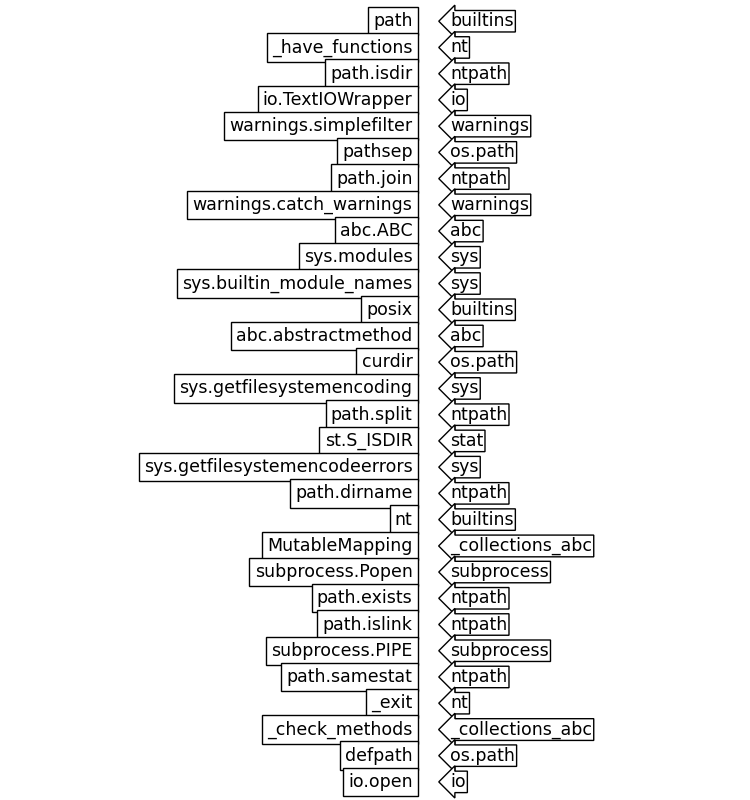 path builtins
_have_functions nt
path.isdir ntpath
io.TextIOWrapper io
warnings.simplefilter warnings
pathsep os.path
path.join ntpath
warnings.catch_warnings warnings
abc.ABC abc
sys.modules sys
sys.builtin_module_names sys
posix builtins
abc.abstractmethod abc
curdir os.path
sys.getfilesystemencoding sys
path.split ntpath
st.S_ISDIR stat
sys.getfilesystemencodeerrors sys
path.dirname ntpath
nt builtins
MutableMapping _collections_abc
subprocess.Popen subprocess
path.exists ntpath
path.islink ntpath
subprocess.PIPE subprocess
path.samestat ntpath
_exit nt
_check_methods _collections_abc
defpath os.path
io.open io